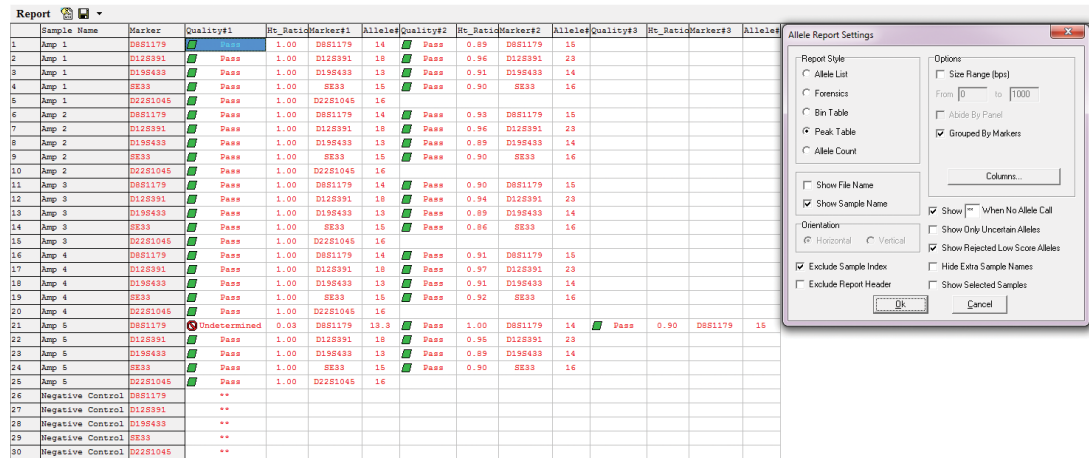 Report
Sample Name Marker Quality#1 Ht_Ratio Marker#1 Allele# Quality#2 Ht_Ratio Marker#2 Allele# Quality#3 Ht_Ratio Marker#3 Allele#
1 Amp 1 D8S1179 Pass 1.00 D8S1179 14 Pass 0.89 D8S1179 15
2 Amp 1 D12S391 Pass 1.00 D12S391 18 Pass 0.96 D12S391 23
3 Amp 1 D19S433 Pass 1.00 D19S433 13 Pass 0.91 D19S433 14
4 Amp 1 SE33 Pass 1.00 SE33 15 Pass 0.90 SE33 16
5 Amp 1 D22S1045 Pass 1.00 D22S1045 16
6 Amp 2 D8S1179 Pass 1.00 D8S1179 14 Pass 0.93 D8S1179 15
7 Amp 2 D12S391 Pass 1.00 D12S391 18 Pass 0.96 D12S391 23
8 Amp 2 D19S433 Pass 1.00 D19S433 13 Pass 0.89 D19S433 14
9 Amp 2 SE33 Pass 1.00 SE33 15 Pass 0.90 SE33 16
10 Amp 2 D22S1045 Pass 1.00 D22S1045 16
11 Amp 3 D8S1179 Pass 1.00 D8S1179 14 Pass 0.90 D8S1179 15
12 Amp 3 D12S391 Pass 1.00 D12S391 18 Pass 0.94 D12S391 23
13 Amp 3 D19S433 Pass 1.00 D19S433 13 Pass 0.89 D19S433 14
14 Amp 3 SE33 Pass 1.00 SE33 15 Pass 0.86 SE33 16
15 Amp 3 D22S1045 Pass 1.00 D22S1045 16
16 Amp 4 D8S1179 Pass 1.00 D8S1179 14 Pass 0.91 D8S1179 15
17 Amp 4 D12S391 Pass 1.00 D12S391 18 Pass 0.97 D12S391 23
18 Amp 4 D19S433 Pass 1.00 D19S433 13 Pass 0.91 D19S433 14
19 Amp 4 SE33 Pass 1.00 SE33 15 Pass 0.92 SE33 16
20 Amp 4 D22S1045 Pass 1.00 D22S1045 16
21 Amp 5 D8S1179 Undetermined 0.03 D8S1179 13.3 Pass 1.00 D8S1179 14 Pass 0.90 D8S1179 15
22 Amp 5 D12S391 Pass 1.00 D12S391 18 Pass 0.95 D12S391 23
23 Amp 5 D19S433 Pass 1.00 D19S433 13 Pass 0.89 D19S433 14
24 Amp 5 SE33 Pass 1.00 SE33 15 Pass 0.90 SE33 16
25 Amp 5 D22S1045 Pass 1.00 D22S1045 16
26 Negative Control D8S1179 **
27 Negative Control D12S391 **
28 Negative Control D19S433 **
29 Negative Control SE33 **
30 Negative Control D22S1045 **
Allele Report Settings
Report Style
Allele List
Forensics
Bin Table
Peak Table
Allele Count
Show File Name
Show Sample Name
Orientation
Horizontal Vertical
Exclude Sample Index
Exclude Report Header
Options
Size Range (bps)
From 0 to 1000
Abide By Panel
Grouped By Markers
Columns...
Show ** When No Allele Call
Show Only Uncertain Alleles
Show Rejected Low Score Alleles
Hide Extra Sample Names
Show Selected Samples
Ok Cancel